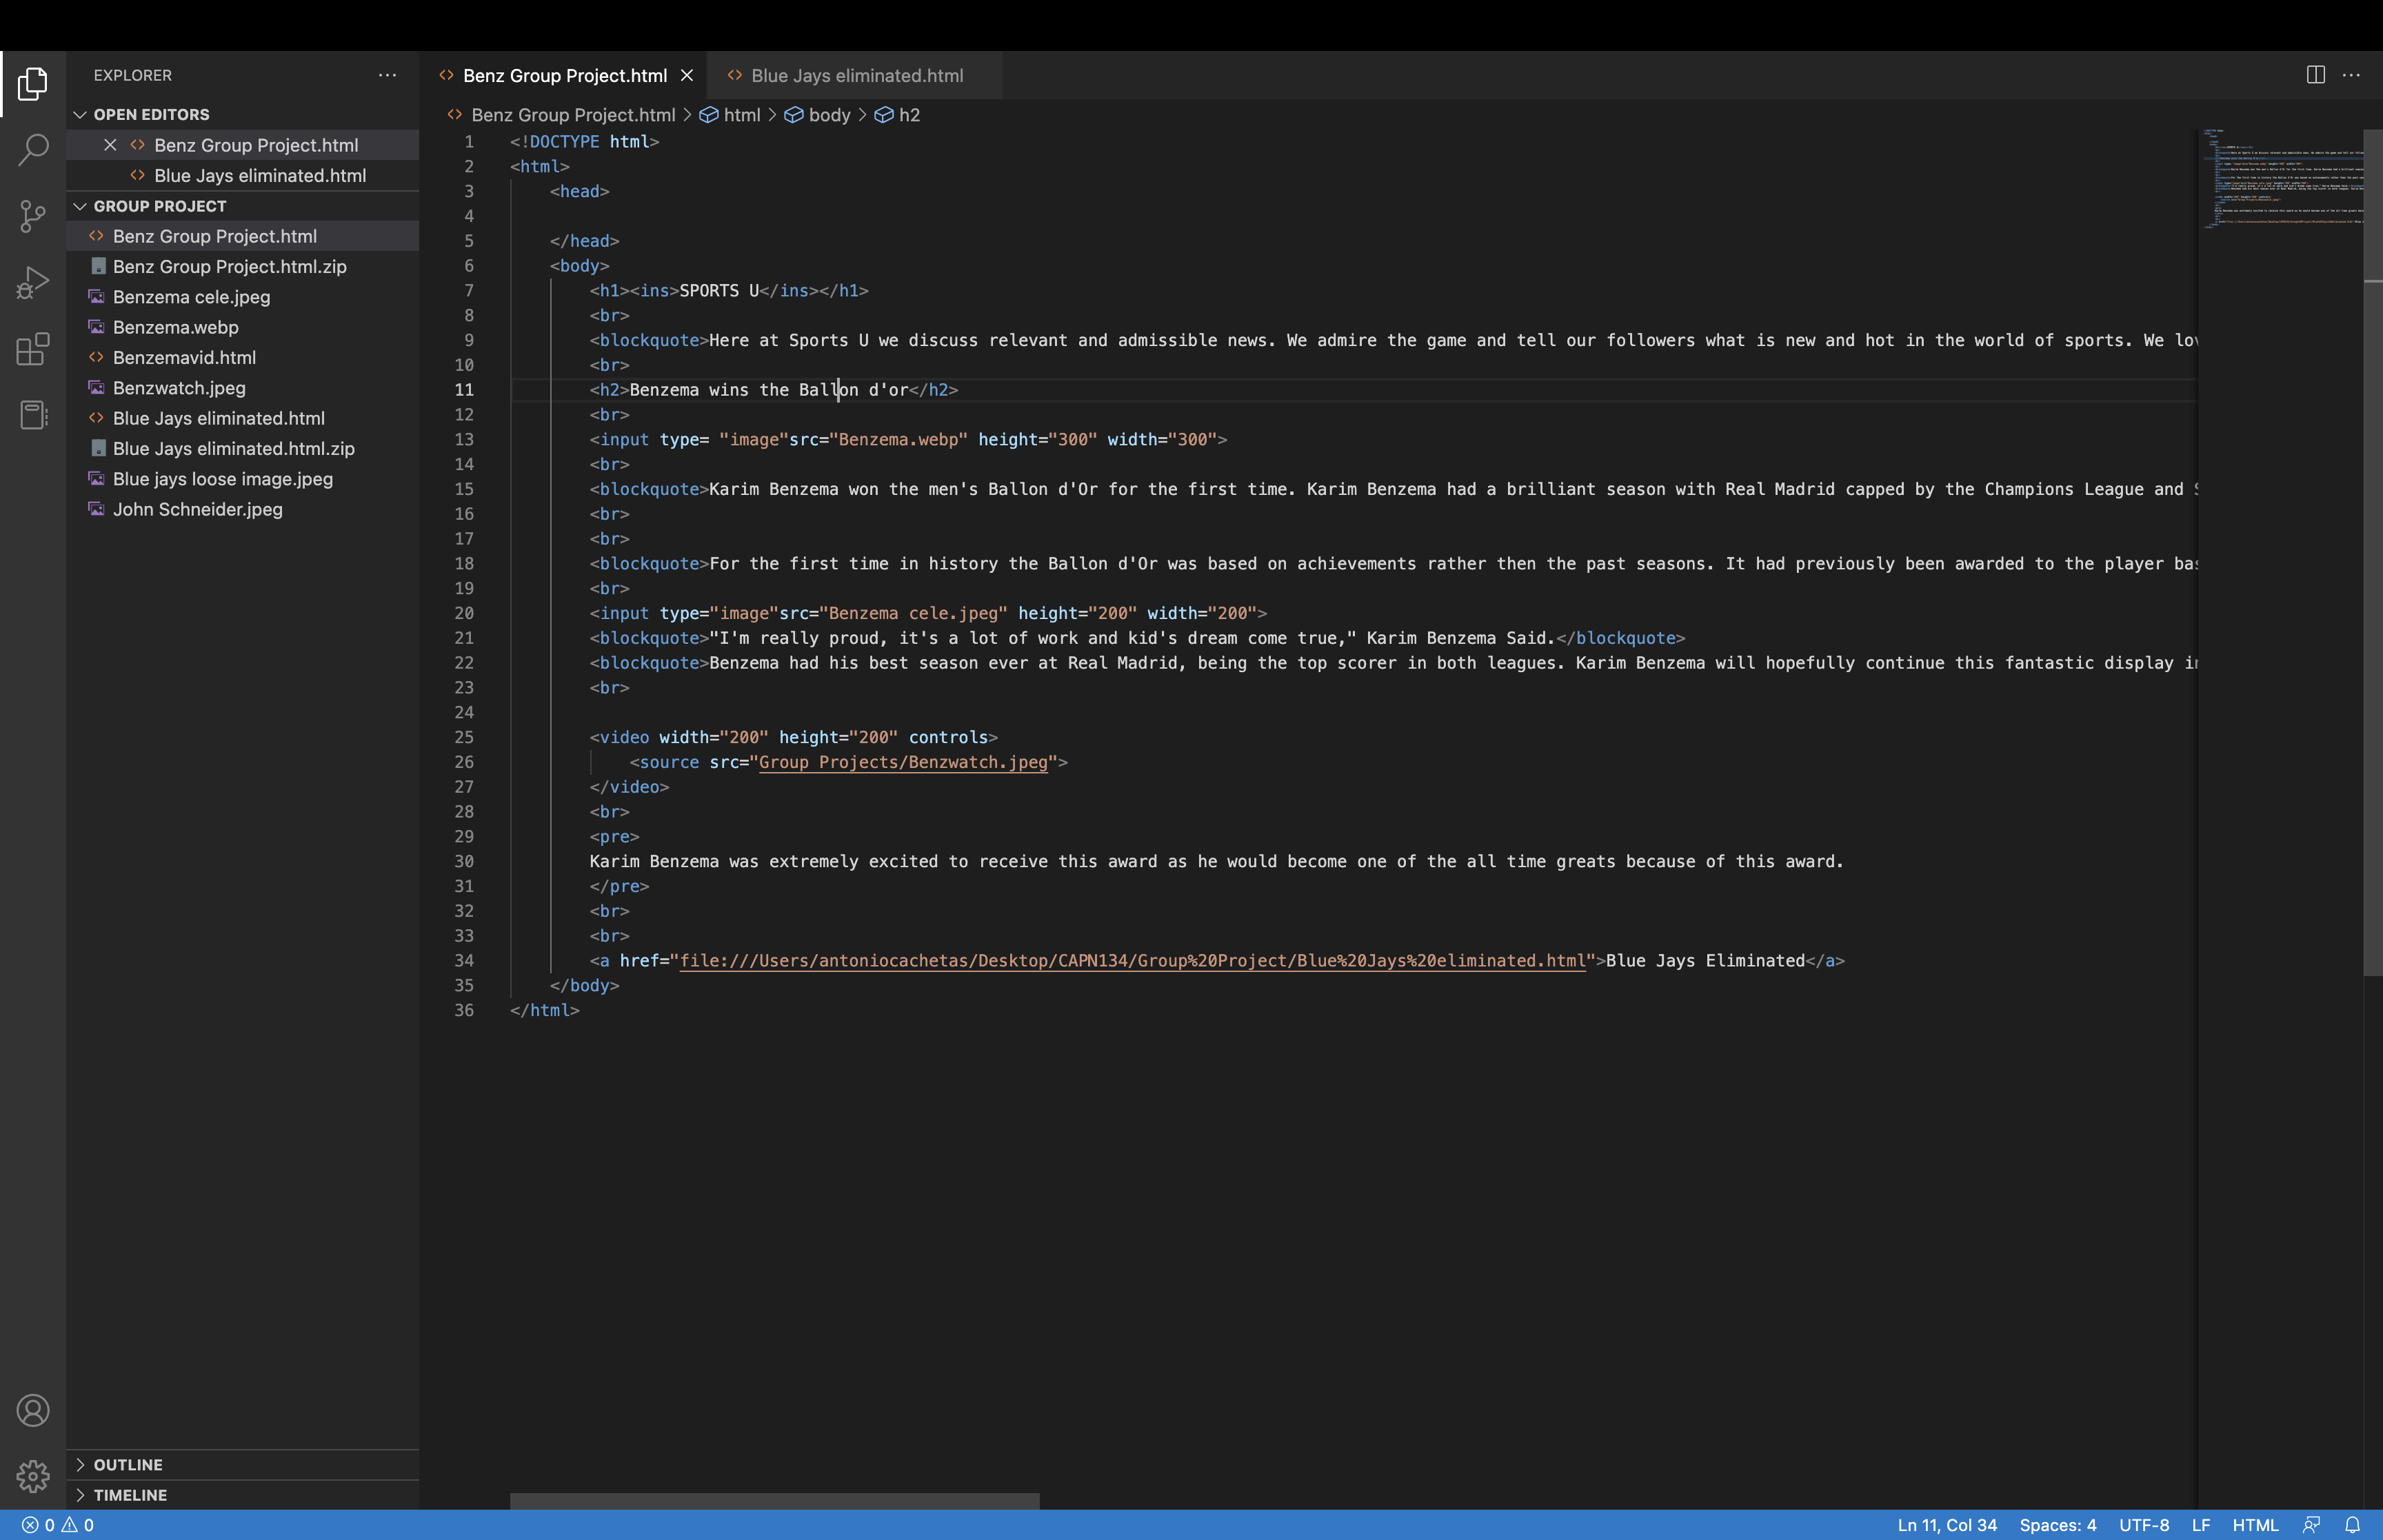 EXPLORER
OPEN EDITORS
Benz Group Project.html
Blue Jays eliminated.html
GROUP PROJECT
Benz Group Project.html
Benz Group Project.html.zip
Benzema cele.jpeg
Benzema.webp
Benzemavid.html
Benzwatch.jpeg
Blue Jays eliminated.html
Blue Jays eliminated.html.zip
Blue jays loose image.jpeg
John Schneider.jpeg
OUTLINE
TIMELINE
Benz Group Project.html
Blue Jays eliminated.html
Benz Group Project.html > html > body > h2
1 <!DOCTYPE html>
2 <html>
3 <head>
4
5 </head>
6 <body>
7 <h1><ins>SPORTS U</ins></h1>
8 <br>
9 <blockquote>Here at Sports U we discuss relevant and admissible news. We admire the game and tell our followers what is new and hot in the world of sports. We lov
10 <br>
11 <h2>Benzema wins the Ballon d'or</h2>
12 <br>
13 <input type= "image"src="Benzema.webp" height="300" width="300">
14 <br>
15 <blockquote>Karim Benzema won the men's Ballon d'Or for the first time. Karim Benzema had a brilliant season with Real Madrid capped by the Champions League and S
16 <br>
17 <br>
18 <blockquote>For the first time in history the Ballon d'Or was based on achievements rather then the past seasons. It had previously been awarded to the player bas
19 <br>
20 <input type="image"src="Benzema cele.jpeg" height="200" width="200">
21 <blockquote>"I'm really proud, it's a lot of work and kid's dream come true," Karim Benzema Said.</blockquote>
22 <blockquote>Benzema had his best season ever at Real Madrid, being the top scorer in both leagues. Karim Benzema will hopefully continue this fantastic display in
23 <br>
24
25 <video width="200" height="200" controls>
26 <source src="Group Projects/Benzwatch.jpeg">
27 </video>
28 <br>
29 <pre>
30 Karim Benzema was extremely excited to receive this award as he would become one of the all time greats because of this award.
31 </pre>
32 <br>
33 <br>
34 <a href="file:///Users/antoniocachetas/Desktop/CAPN134/Group%20Project/Blue%20Jays%20eliminated.html">Blue Jays Eliminated</a>
35 </body>
36 </html>
0 0
Ln 11, Col 34 Spaces: 4 UTF-8 LF HTML